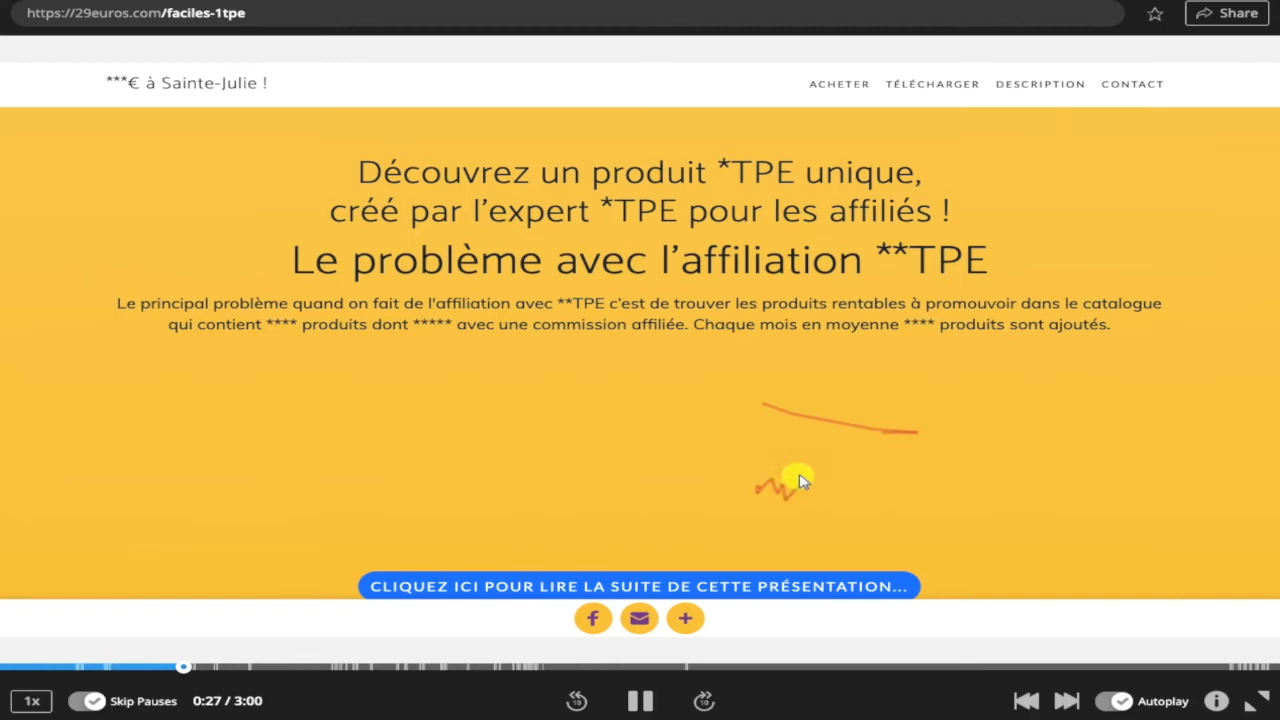 https://29euros.com/faciles-1tpe
Share
***€ à Sainte-Julie !
ACHETER TÉLÉCHARGER DESCRIPTION CONTACT
Découvrez un produit *TPE unique,
créé par l'expert *TPE pour les affiliés !
Le problème avec l'affiliation **TPE
Le principal problème quand on fait de l'affiliation avec **TPE c'est de trouver les produits rentables à promouvoir dans le catalogue
qui contient **** produits dont ***** avec une commission affiliée. Chaque mois en moyenne **** produits sont ajoutés.
CLIQUEZ ICI POUR LIRE LA SUITE DE CETTE PRÉSENTATION...
1x Skip Pauses 0:27 / 3:00 10 10 Autoplay